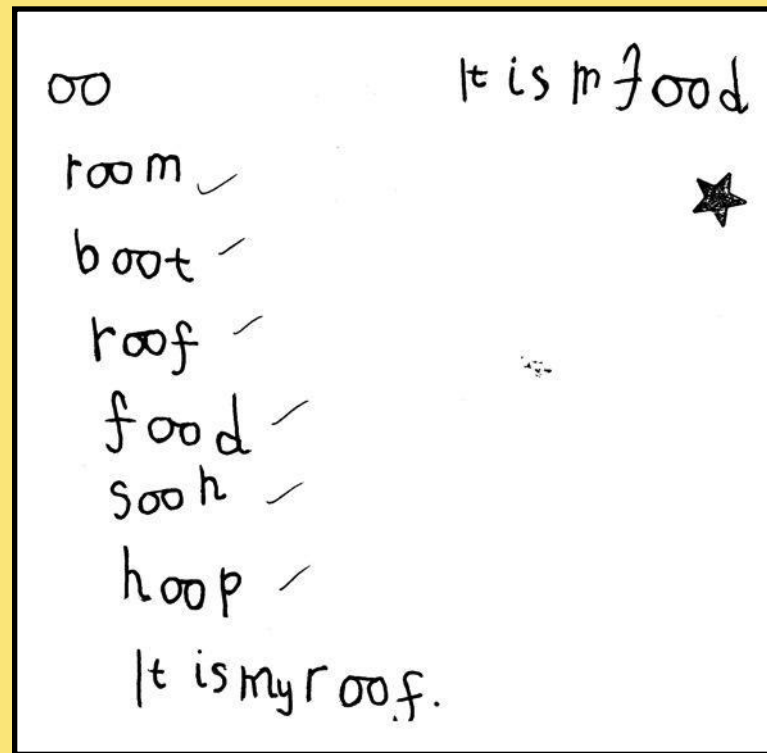 oo
room
boot
roof
food
sooh
hoop
It is my roof.
It is m food